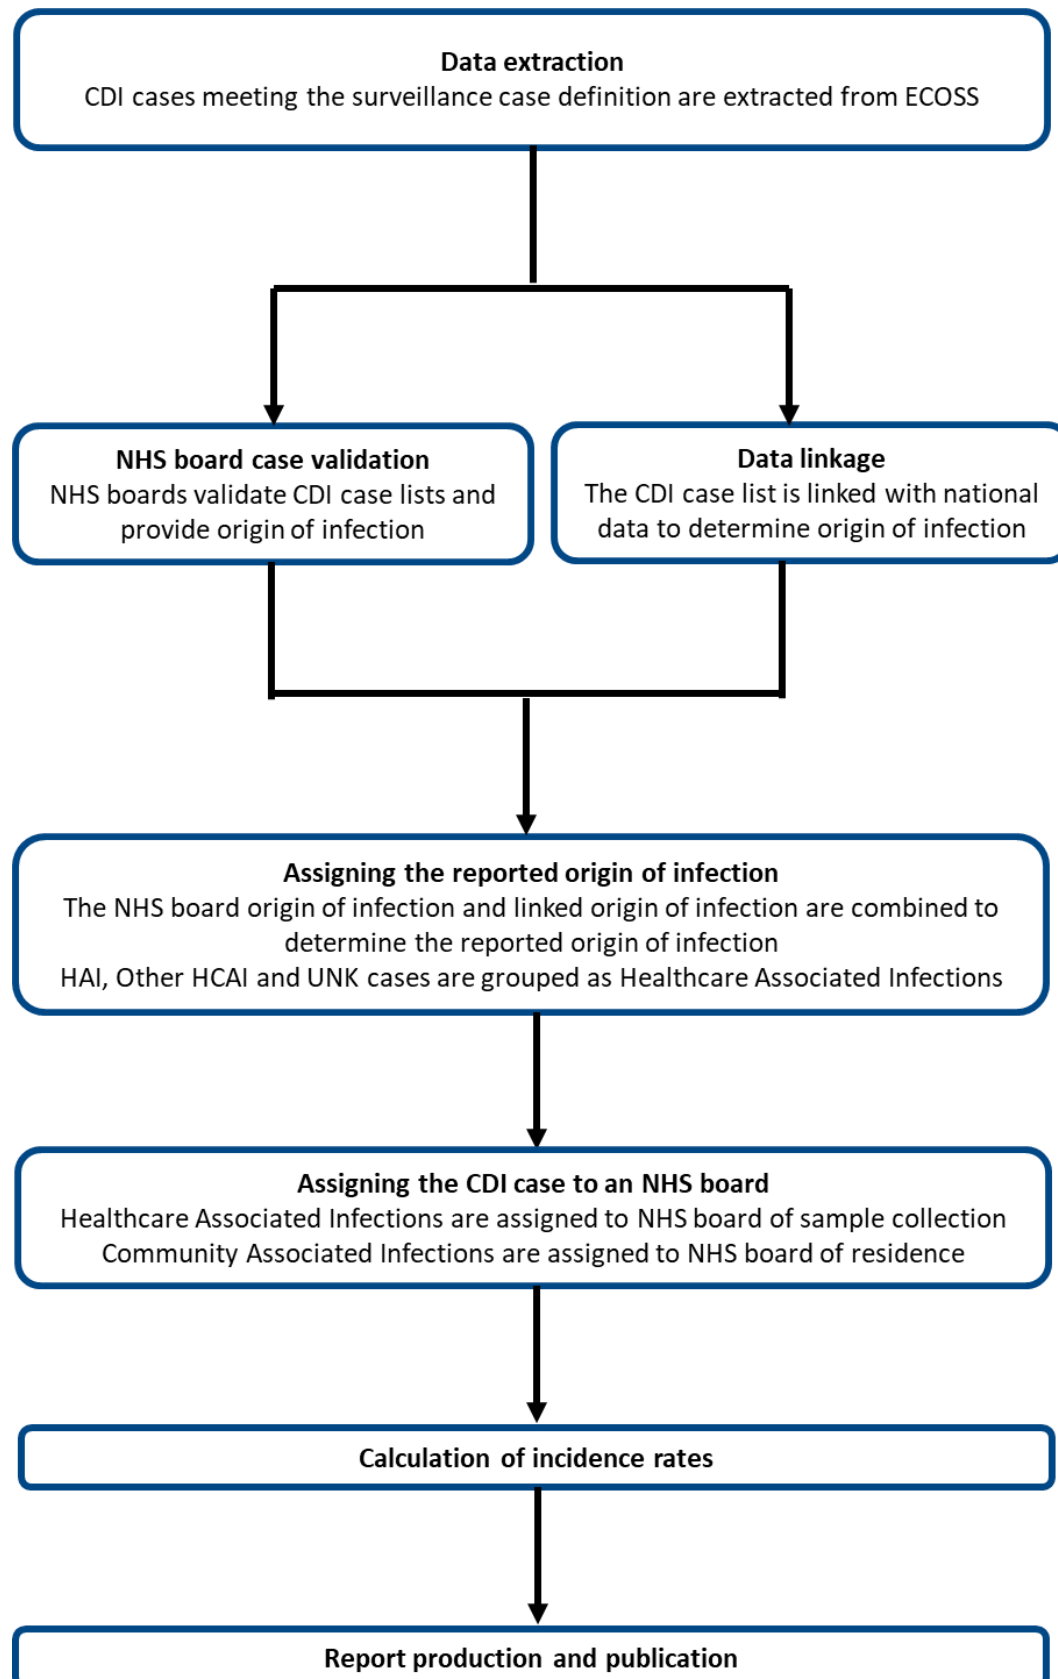 Data extraction
CDI cases meeting the surveillance case definition are extracted from ECOSS
NHS board case validation
NHS boards validate CDI case lists and
provide origin of infection
Data linkage
The CDI case list is linked with national
data to determine origin of infection
Assigning the reported origin of infection
The NHS board origin of infection and linked origin of infection are combined to
determine the reported origin of infection
HAI, Other HCAI and UNK cases are grouped as Healthcare Associated Infections
Assigning the CDI case to an NHS board
Healthcare Associated Infections are assigned to NHS board of sample collection
Community Associated Infections are assigned to NHS board of residence
Calculation of incidence rates
Report production and publication